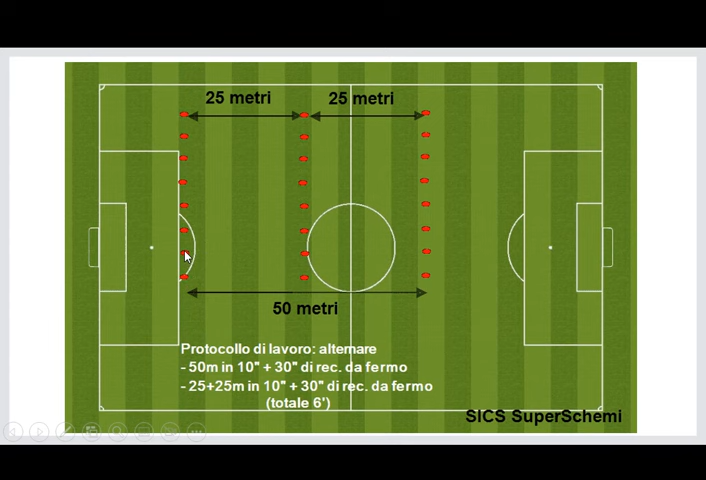 25 metri
25 metri
50 metri
Protocollo di lavoro: alternare
- 50m in 10" + 30" di rec. da fermo
- 25+25m in 10" + 30" di rec. da fermo
(totale 6')
SICS SuperSchemi